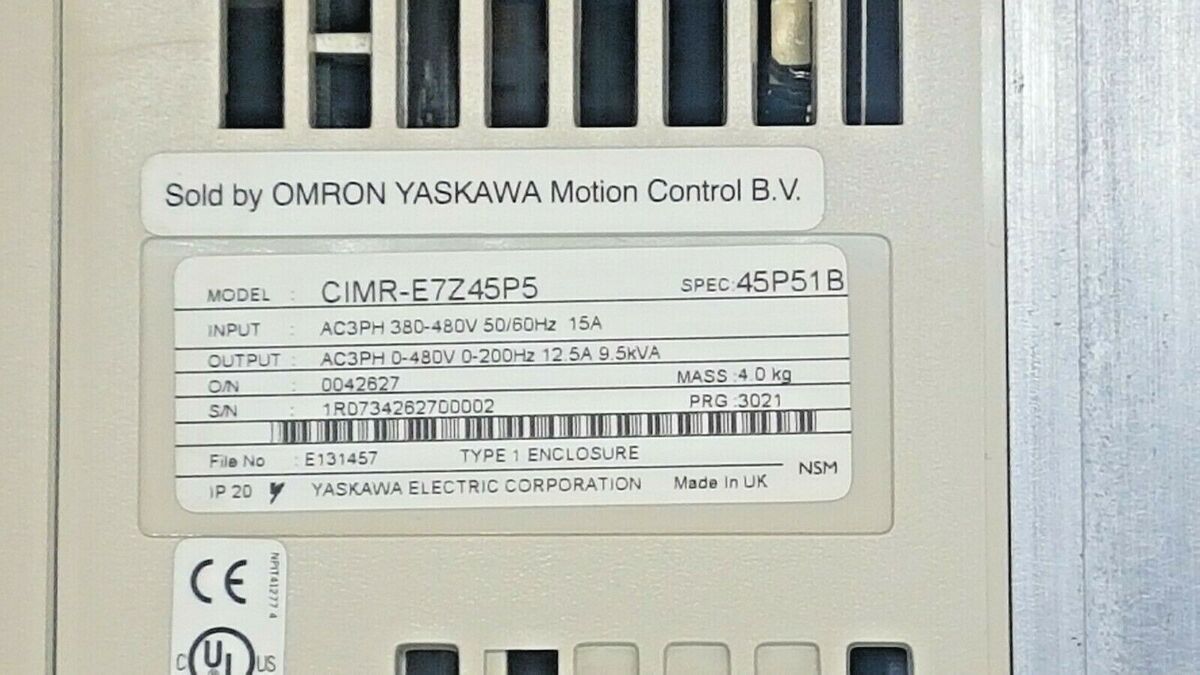 Sold by OMRON YASKAWA Motion Control B.V.
MODEL : CIMR-E7Z45P5 SPEC:45P51B
INPUT : AC3PH 380-480V 50/60Hz 15A
OUTPUT : AC3PH 0-480V 0-200Hz 12.5A 9.5kVA
O/N : 0042627 MASS :4.0 kg
S/N : 1R0734262700002 PRG :3021
File No : E131457 TYPE 1 ENCLOSURE
IP 20 YASKAWA ELECTRIC CORPORATION Made in UK NSM
CE
NPIT41277 4
C UL US